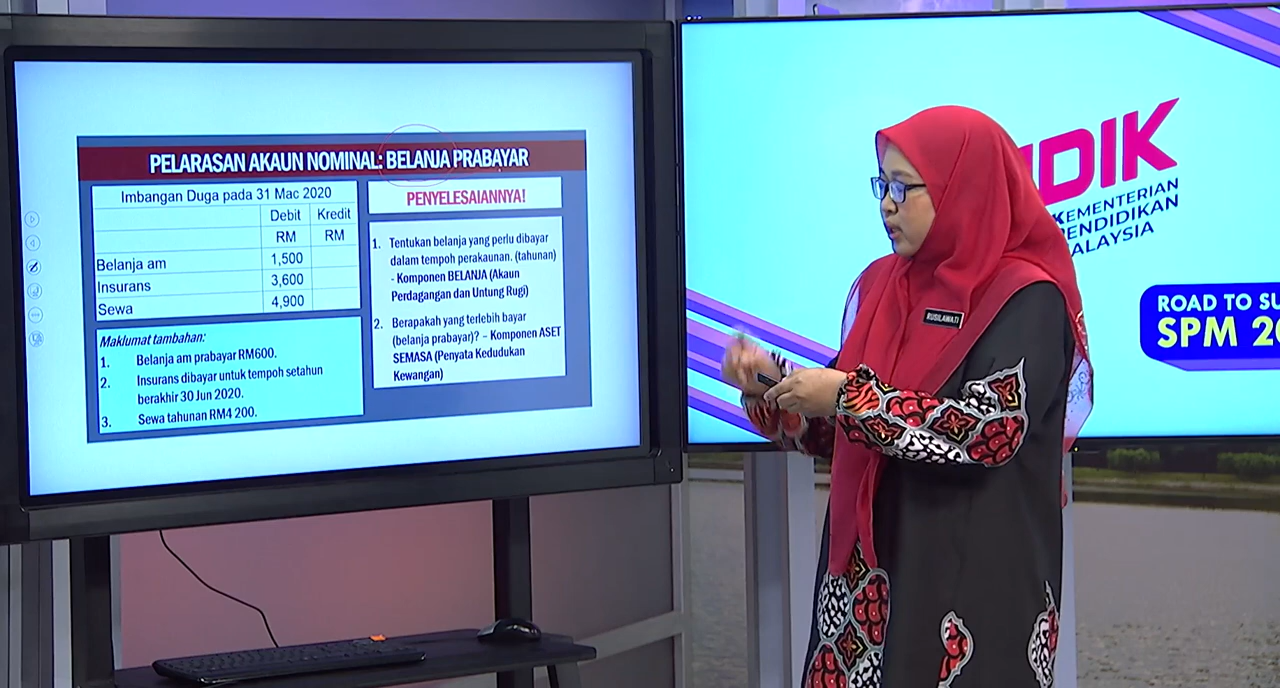 PELARASAN AKAUN NOMINAL: BELANJA PRABAYAR
Imbangan Duga pada 31 Mac 2020
Debit Kredit
RM RM
Belanja am 1,500
Insurans 3,600
Sewa 4,900
Maklumat tambahan:
1. Belanja am prabayar RM600.
2. Insurans dibayar untuk tempoh setahun
berakhir 30 Jun 2020.
3. Sewa tahunan RM4 200.
PENYELESAIANNYA!
1. Tentukan belanja yang perlu dibayar
dalam tempoh perakaunan. (tahunan)
- Komponen BELANJA (Akaun
Perdagangan dan Untung Rugi)
2. Berapakah yang terlebih bayar
(belanja prabayar)? – Komponen ASET
SEMASA (Penyata Kedudukan
Kewangan)
RUSILAWATI
IDIK
KEMENTERIAN
PENDIDIKAN
MALAYSIA
ROAD TO SU
SPM 20